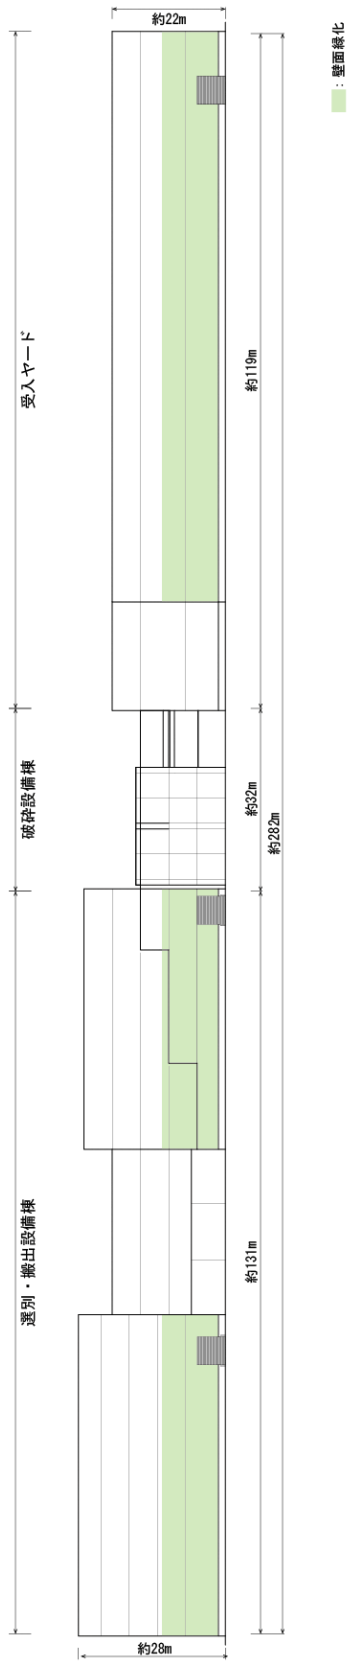 約22m
：壁面緑化
受入ヤード
約119m
破砕設備棟
約32m
約282m
選別・搬出設備棟
約131m
約28m